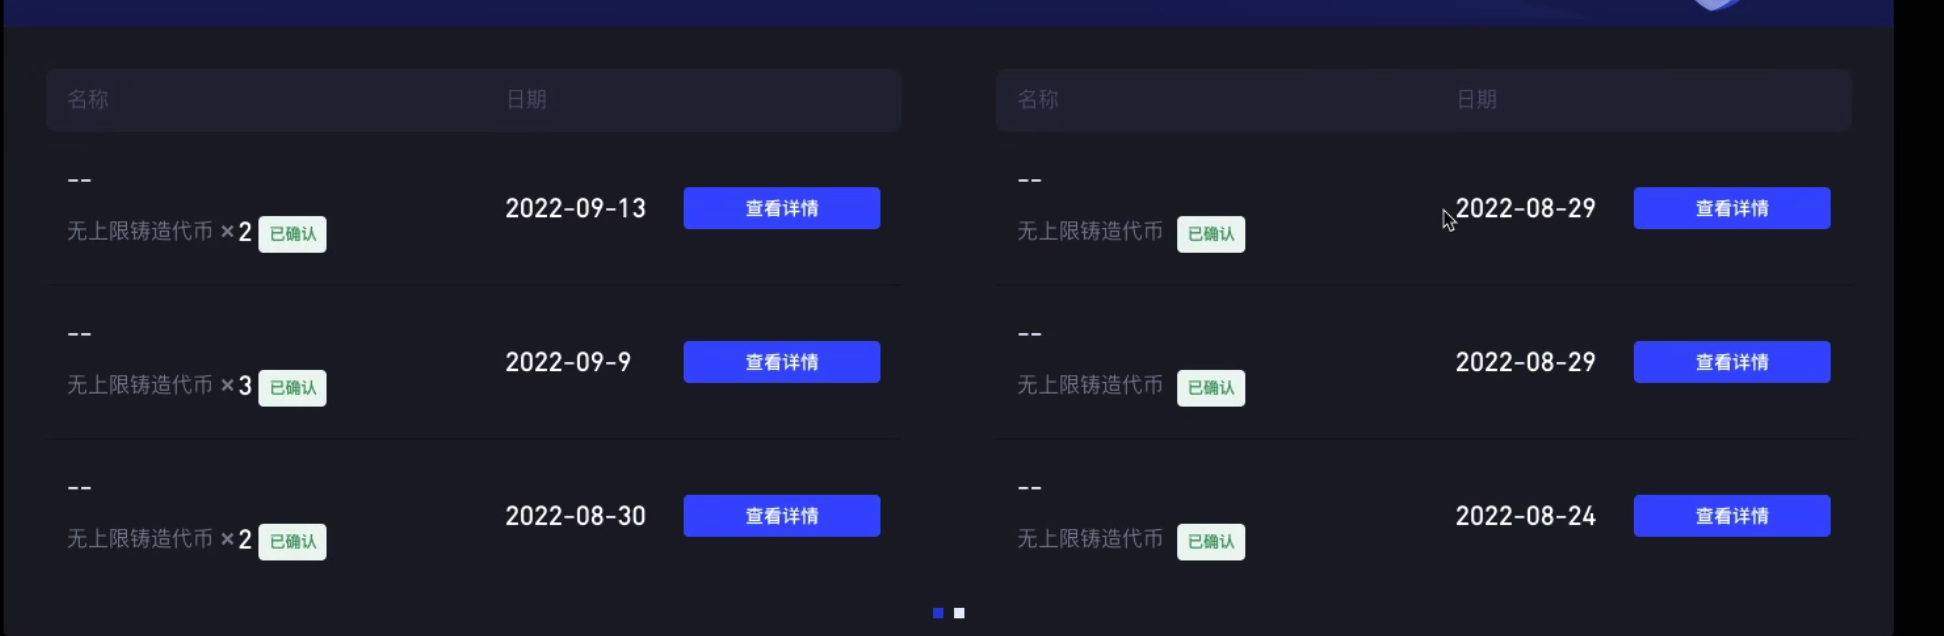 名称 日期
--
无上限铸造代币 ×2 已确认
2022-09-13 查看详情
--
无上限铸造代币 ×3 已确认
2022-09-9 查看详情
--
无上限铸造代币 ×2 已确认
2022-08-30 查看详情
名称 日期
--
无上限铸造代币 已确认
2022-08-29 查看详情
--
无上限铸造代币 已确认
2022-08-29 查看详情
--
无上限铸造代币 已确认
2022-08-24 查看详情